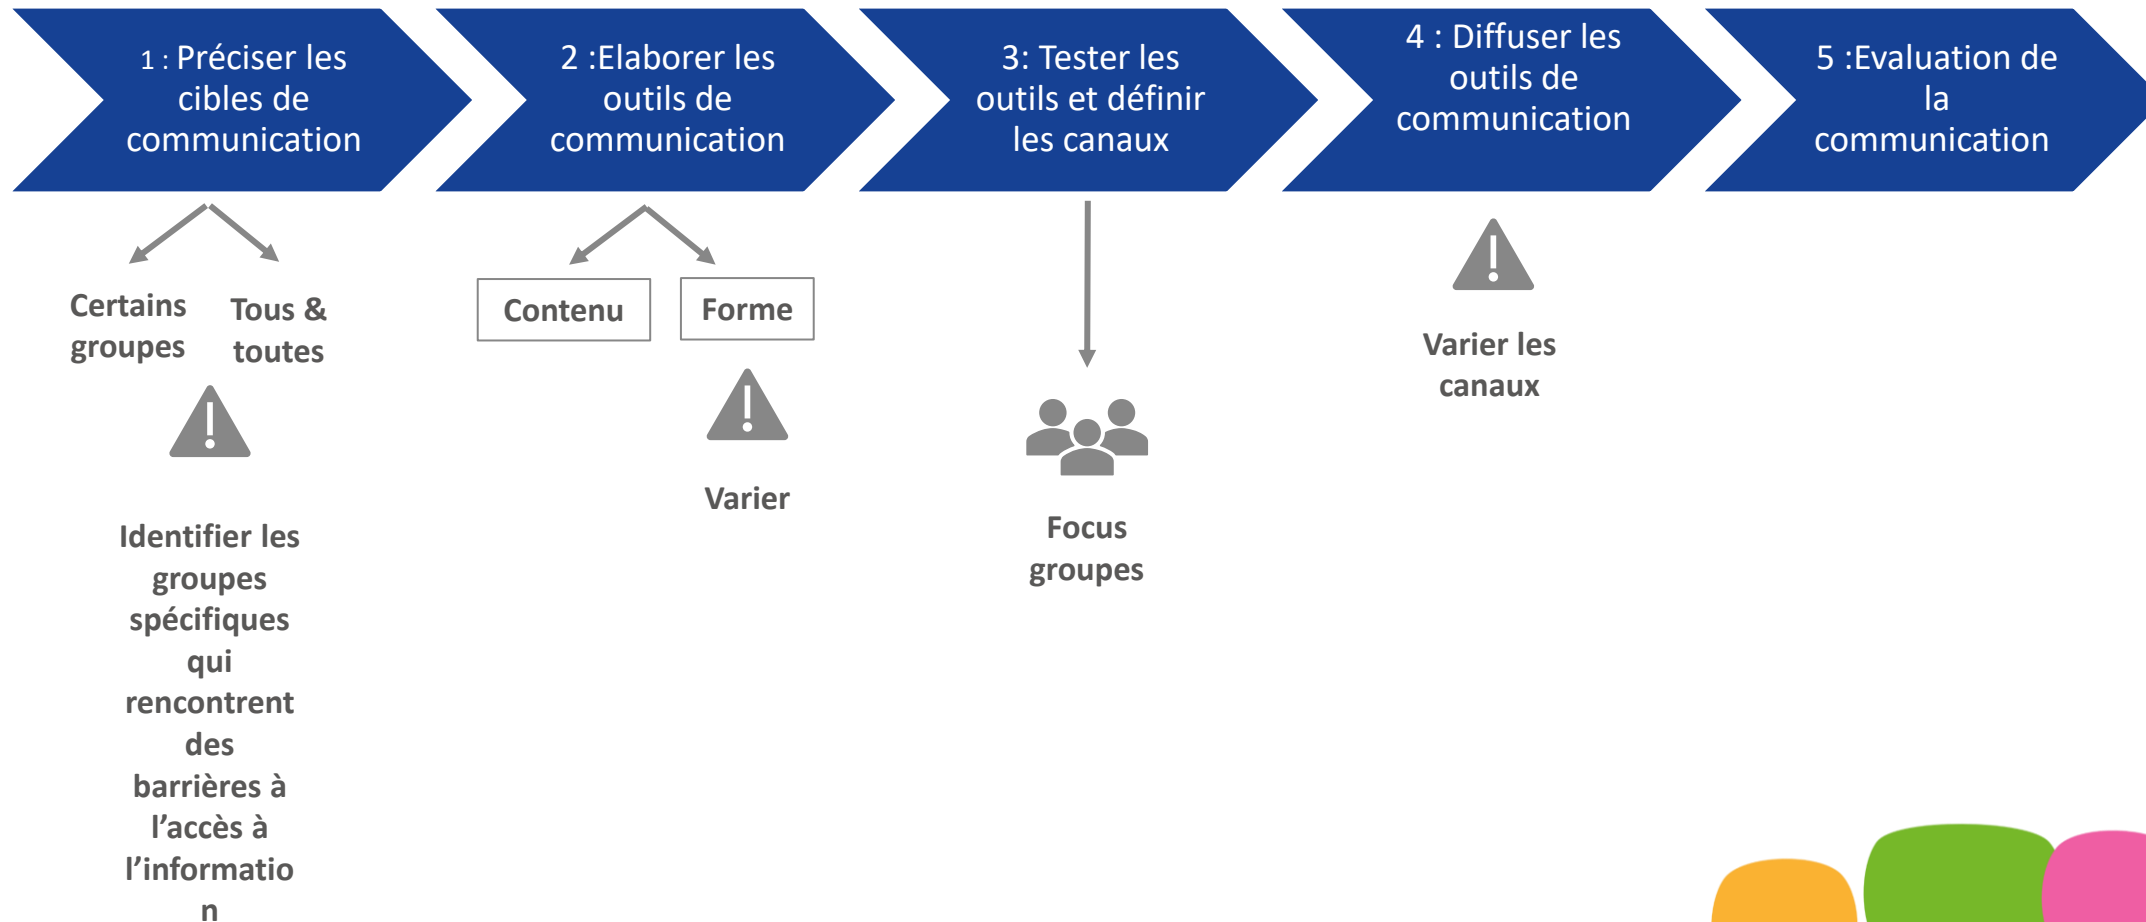 1 : Préciser les
cibles de
communication
2 :Elaborer les
outils de
communication
3: Tester les
outils et définir
les canaux
4 : Diffuser les
outils de
communication
5 :Evaluation de
la
communication
Certains
groupes
Tous &
toutes
Identifier les
groupes
spécifiques
qui
rencontrent
des
barrières à
l’accès à
l’informatio
n
Contenu
Forme
Varier
Focus
groupes
Varier les
canaux